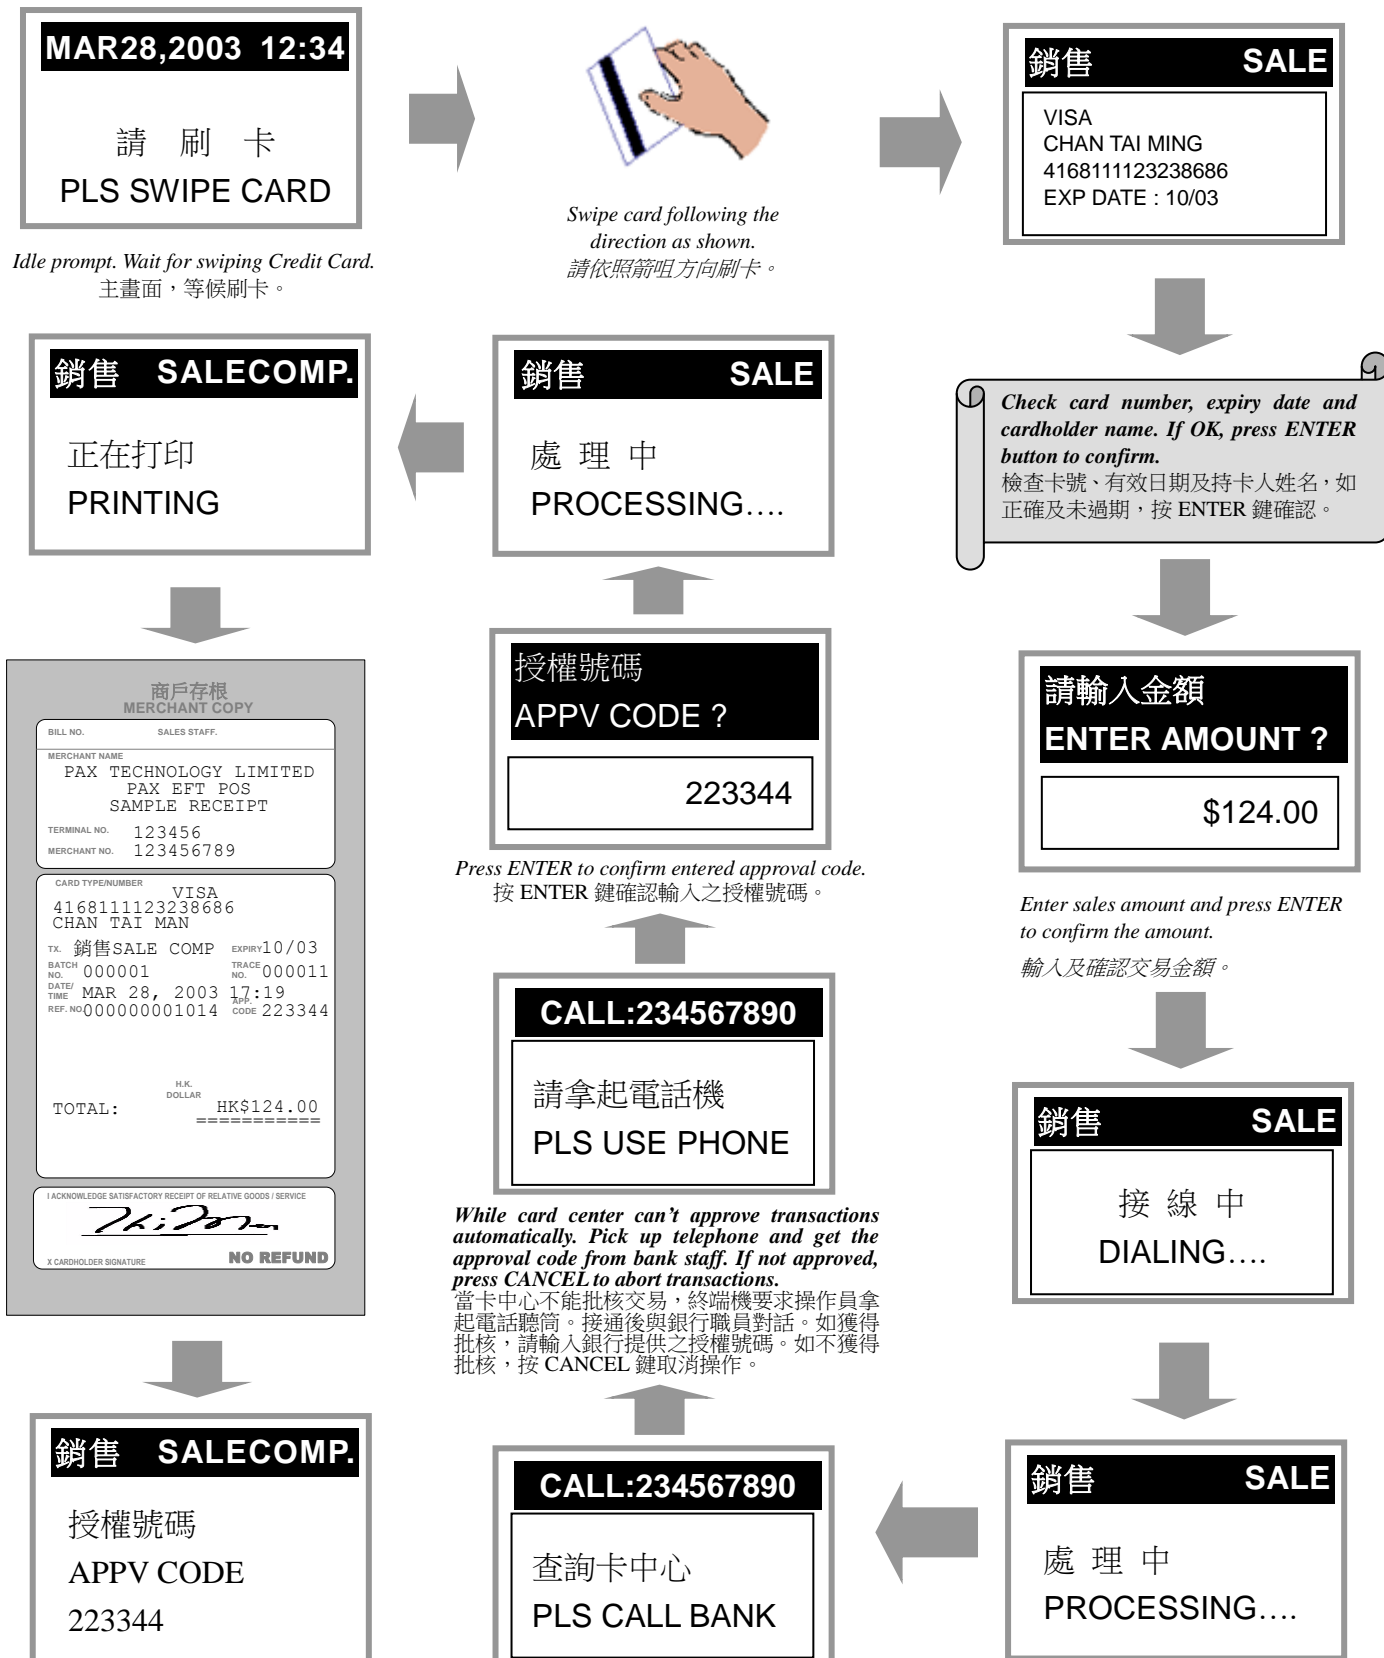 MAR28,2003 12:34
請 刷 卡
PLS SWIPE CARD
Idle prompt. Wait for swiping Credit Card.
主畫面，等候刷卡。
Swipe card following the
direction as shown.
請依照箭咀方向刷卡。
銷售 SALE
VISA
CHAN TAI MING
4168111123238686
EXP DATE : 10/03
Check card number, expiry date and
cardholder name. If OK, press ENTER
button to confirm.
檢查卡號、有效日期及持卡人姓名，如
正確及未過期，按 ENTER 鍵確認。
請輸入金額
ENTER AMOUNT ?
$124.00
Enter sales amount and press ENTER
to confirm the amount.
輸入及確認交易金額。
銷售 SALE
接 線 中
DIALING….
銷售 SALE
處 理 中
PROCESSING….
CALL:234567890
查詢卡中心
PLS CALL BANK
CALL:234567890
請拿起電話機
PLS USE PHONE
While card center can’t approve transactions
automatically. Pick up telephone and get the
approval code from bank staff. If not approved,
press CANCEL to abort transactions.
當卡中心不能批核交易，終端機要求操作員拿
起電話聽筒。接通後與銀行職員對話。如獲得
批核，請輸入銀行提供之授權號碼。如不獲得
批核，按 CANCEL 鍵取消操作。
授權號碼
APPV CODE ?
223344
Press ENTER to confirm entered approval code.
按 ENTER 鍵確認輸入之授權號碼。
銷售 SALE
處 理 中
PROCESSING….
銷售 SALECOMP.
正在打印
PRINTING
商戶存根
MERCHANT COPY
BILL NO. SALES STAFF.
MERCHANT NAME
PAX TECHNOLOGY LIMITED
PAX EFT POS
SAMPLE RECEIPT
TERMINAL NO. 123456
MERCHANT NO. 123456789
CARD TYPE/NUMBER
VISA
4168111123238686
CHAN TAI MAN
TX. 銷售SALE COMP EXPIRY 10/03
BATCH NO. 000001 TRACE NO. 000011
DATE/TIME MAR 28, 2003 17:19
REF. NO. 000000001014 APP. CODE 223344
H.K.
DOLLAR
TOTAL: HK$124.00
===========
I ACKNOWLEDGE SATISFACTORY RECEIPT OF RELATIVE GOODS / SERVICE
X CARDHOLDER SIGNATURE NO REFUND
銷售 SALECOMP.
授權號碼
APPV CODE
223344